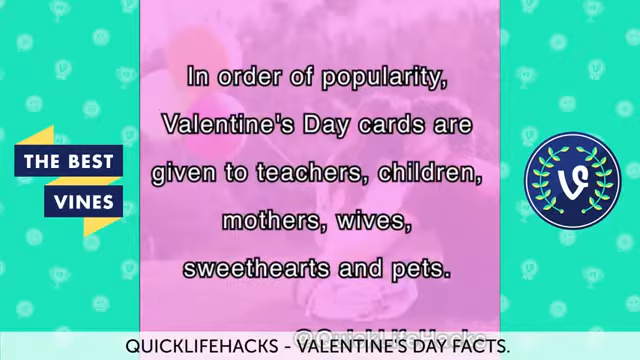 In order of popularity,
Valentine's Day cards are
given to teachers, children,
mothers, wives,
sweethearts and pets.
THE BEST
VINES
@QuickLifeHacks
QUICKLIFEHACKS - VALENTINE'S DAY FACTS.